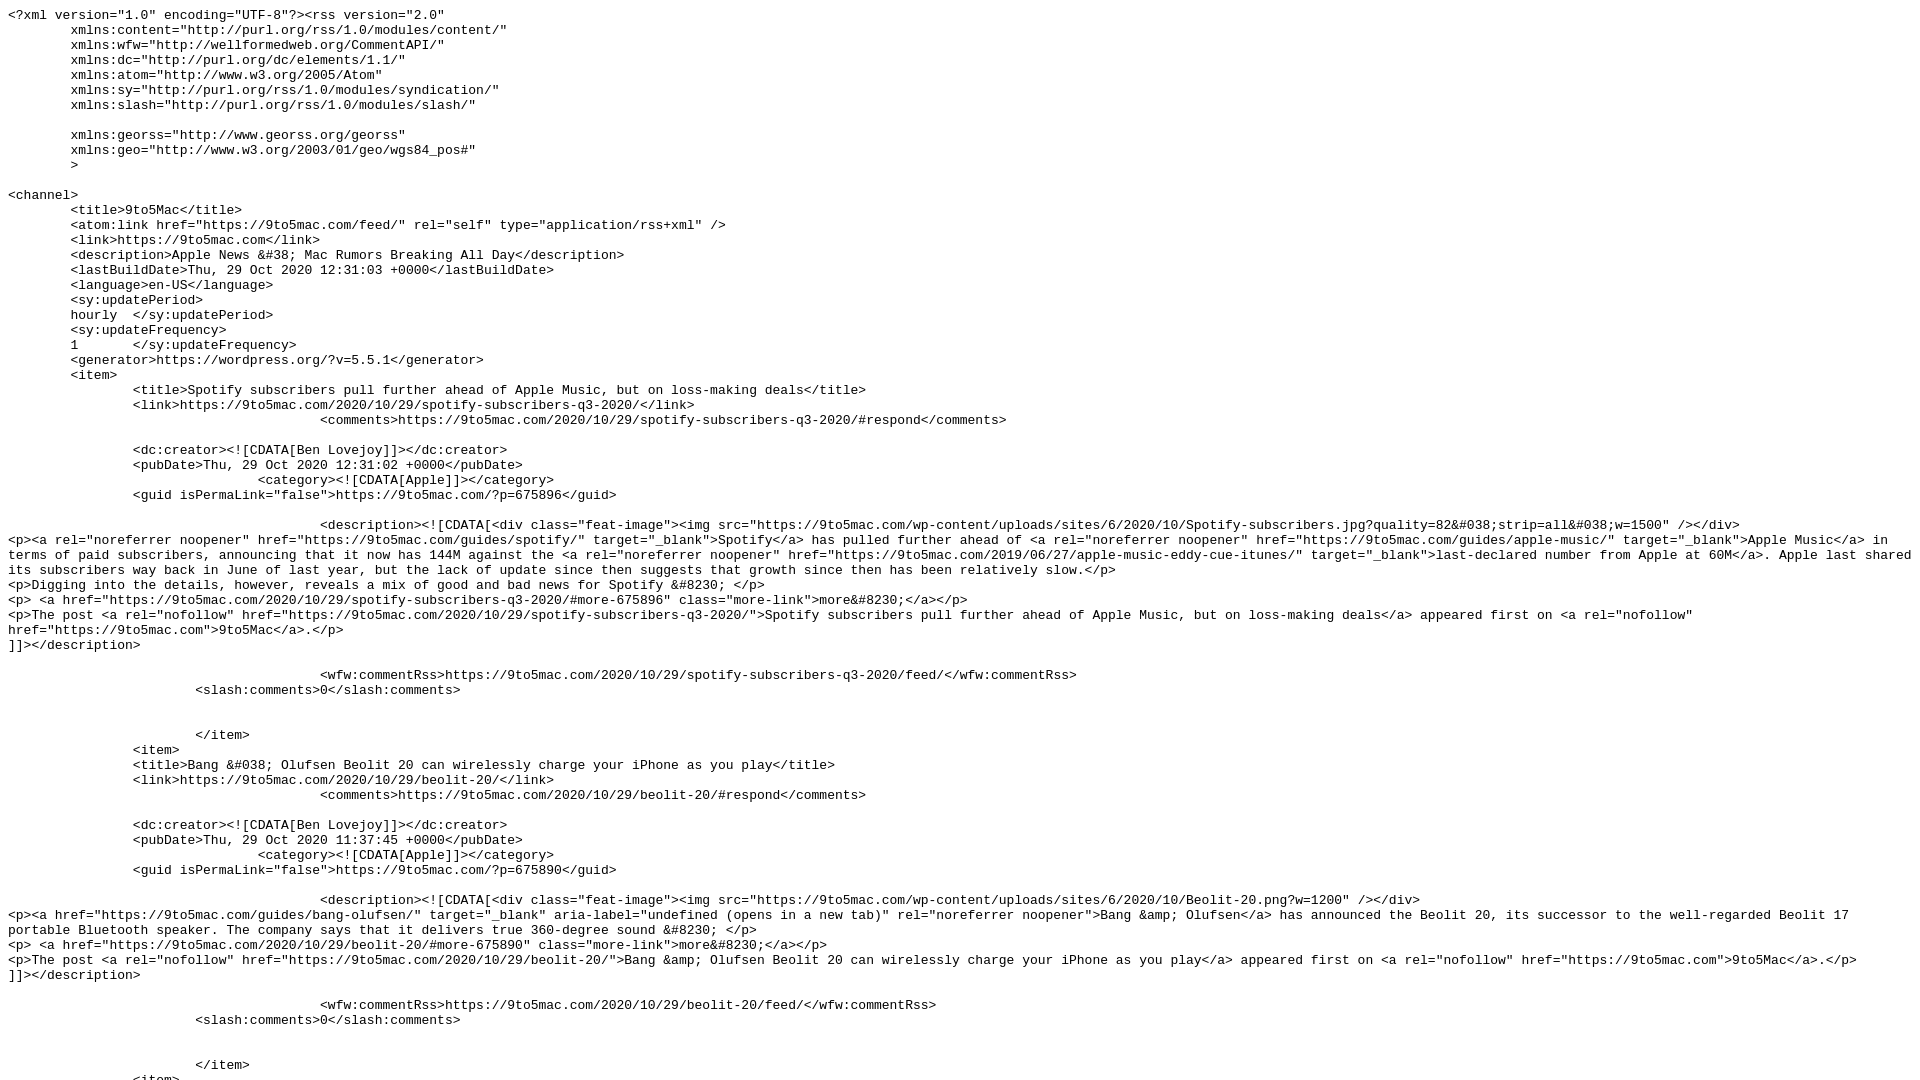 <?xml version="1.0" encoding="UTF-8"?><rss version="2.0"
xmlns:content="http://purl.org/rss/1.0/modules/content/"
xmlns:wfw="http://wellformedweb.org/CommentAPI/"
xmlns:dc="http://purl.org/dc/elements/1.1/"
xmlns:atom="http://www.w3.org/2005/Atom"
xmlns:sy="http://purl.org/rss/1.0/modules/syndication/"
xmlns:slash="http://purl.org/rss/1.0/modules/slash/"
xmlns:georss="http://www.georss.org/georss"
xmlns:geo="http://www.w3.org/2003/01/geo/wgs84_pos#"
>
<channel>
<title>9to5Mac</title>
<atom:link href="https://9to5mac.com/feed/" rel="self" type="application/rss+xml" />
<link>https://9to5mac.com</link>
<description>Apple News &#38; Mac Rumors Breaking All Day</description>
<lastBuildDate>Thu, 29 Oct 2020 12:31:03 +0000</lastBuildDate>
<language>en-US</language>
<sy:updatePeriod>
hourly  </sy:updatePeriod>
<sy:updateFrequency>
1       </sy:updateFrequency>
<generator>https://wordpress.org/?v=5.5.1</generator>
<item>
<title>Spotify subscribers pull further ahead of Apple Music, but on loss-making deals</title>
<link>https://9to5mac.com/2020/10/29/spotify-subscribers-q3-2020/</link>
<comments>https://9to5mac.com/2020/10/29/spotify-subscribers-q3-2020/#respond</comments>
<dc:creator><![CDATA[Ben Lovejoy]]></dc:creator>
<pubDate>Thu, 29 Oct 2020 12:31:02 +0000</pubDate>
<category><![CDATA[Apple]]></category>
<guid isPermaLink="false">https://9to5mac.com/?p=675896</guid>
<description><![CDATA[<div class="feat-image"><img src="https://9to5mac.com/wp-content/uploads/sites/6/2020/10/Spotify-subscribers.jpg?quality=82&#038;strip=all&#038;w=1500" /></div>
<p><a rel="noreferrer noopener" href="https://9to5mac.com/guides/spotify/" target="_blank">Spotify</a> has pulled further ahead of <a rel="noreferrer noopener" href="https://9to5mac.com/guides/apple-music/" target="_blank">Apple Music</a> in
terms of paid subscribers, announcing that it now has 144M against the <a rel="noreferrer noopener" href="https://9to5mac.com/2019/06/27/apple-music-eddy-cue-itunes/" target="_blank">last-declared number from Apple at 60M</a>. Apple last shared
its subscribers way back in June of last year, but the lack of update since then suggests that growth since then has been relatively slow.</p>
<p>Digging into the details, however, reveals a mix of good and bad news for Spotify &#8230; </p>
<p> <a href="https://9to5mac.com/2020/10/29/spotify-subscribers-q3-2020/#more-675896" class="more-link">more&#8230;</a></p>
<p>The post <a rel="nofollow" href="https://9to5mac.com/2020/10/29/spotify-subscribers-q3-2020/">Spotify subscribers pull further ahead of Apple Music, but on loss-making deals</a> appeared first on <a rel="nofollow"
href="https://9to5mac.com">9to5Mac</a>.</p>
]]></description>
<wfw:commentRss>https://9to5mac.com/2020/10/29/spotify-subscribers-q3-2020/feed/</wfw:commentRss>
<slash:comments>0</slash:comments>
</item>
<item>
<title>Bang &#038; Olufsen Beolit 20 can wirelessly charge your iPhone as you play</title>
<link>https://9to5mac.com/2020/10/29/beolit-20/</link>
<comments>https://9to5mac.com/2020/10/29/beolit-20/#respond</comments>
<dc:creator><![CDATA[Ben Lovejoy]]></dc:creator>
<pubDate>Thu, 29 Oct 2020 11:37:45 +0000</pubDate>
<category><![CDATA[Apple]]></category>
<guid isPermaLink="false">https://9to5mac.com/?p=675890</guid>
<description><![CDATA[<div class="feat-image"><img src="https://9to5mac.com/wp-content/uploads/sites/6/2020/10/Beolit-20.png?w=1200" /></div>
<p><a href="https://9to5mac.com/guides/bang-olufsen/" target="_blank" aria-label="undefined (opens in a new tab)" rel="noreferrer noopener">Bang &amp; Olufsen</a> has announced the Beolit 20, its successor to the well-regarded Beolit 17
portable Bluetooth speaker. The company says that it delivers true 360-degree sound &#8230; </p>
<p> <a href="https://9to5mac.com/2020/10/29/beolit-20/#more-675890" class="more-link">more&#8230;</a></p>
<p>The post <a rel="nofollow" href="https://9to5mac.com/2020/10/29/beolit-20/">Bang &amp; Olufsen Beolit 20 can wirelessly charge your iPhone as you play</a> appeared first on <a rel="nofollow" href="https://9to5mac.com">9to5Mac</a>.</p>
]]></description>
<wfw:commentRss>https://9to5mac.com/2020/10/29/beolit-20/feed/</wfw:commentRss>
<slash:comments>0</slash:comments>
</item>
<item>